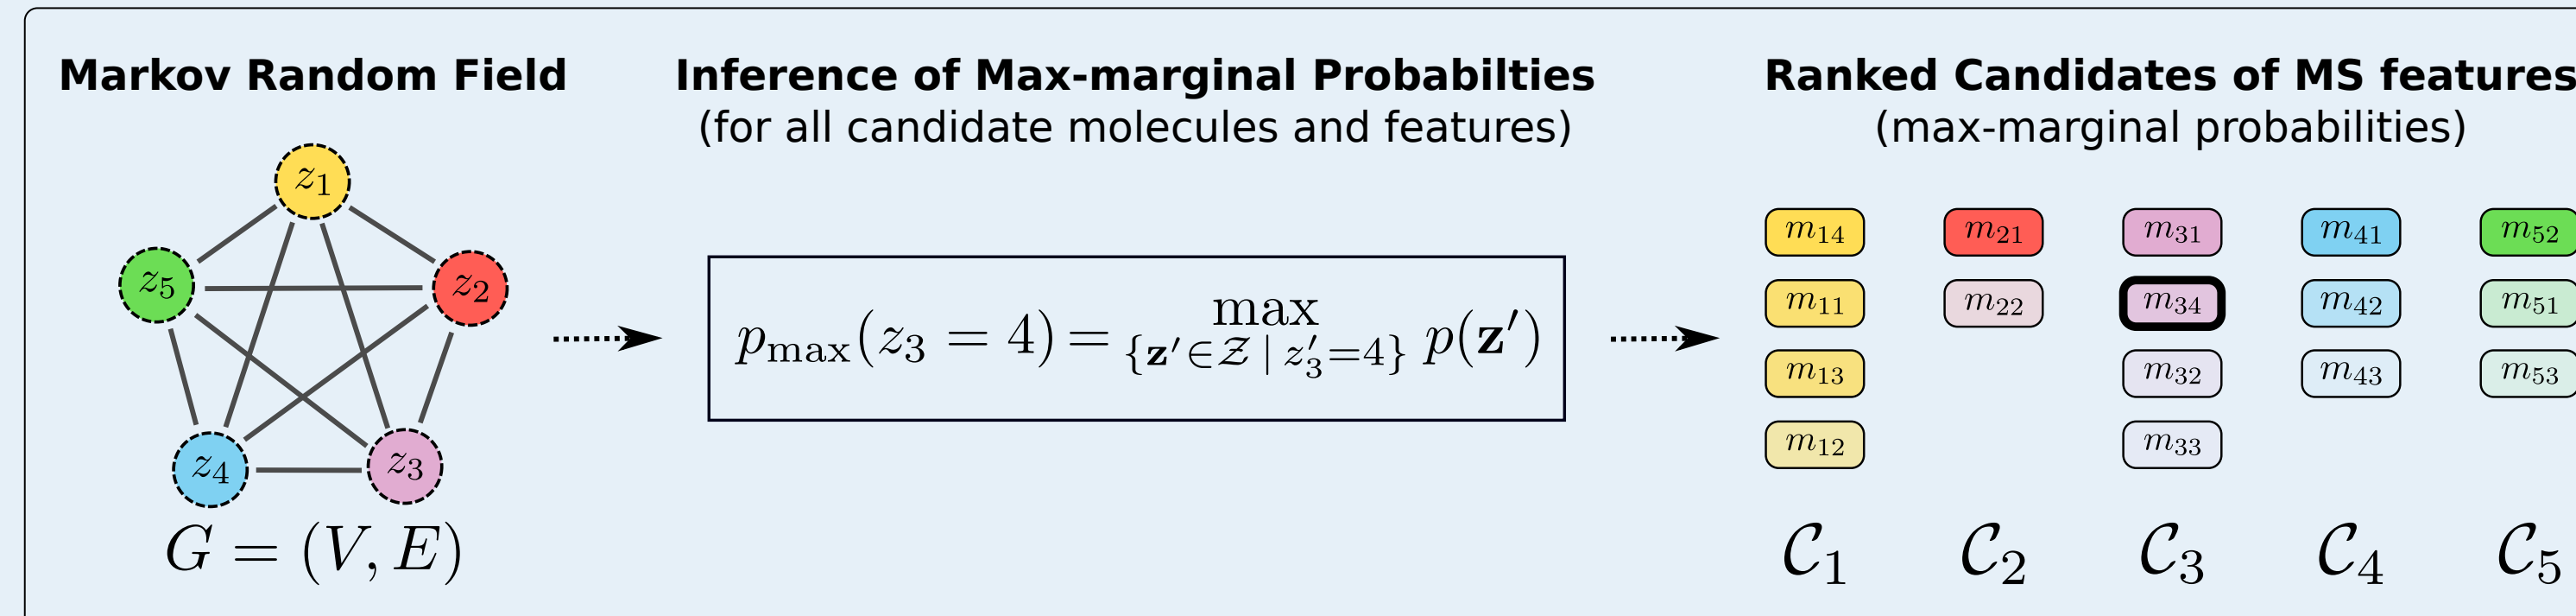 Markov Random Field
z1
z5
z2
z4
z3
G = (V, E)
Inference of Max-marginal Probabilties
(for all candidate molecules and features)
pmax(z3 = 4) = max {z′∈𝒵 | z′3=4} p(z′)
Ranked Candidates of MS features
(max-marginal probabilities)
m14 m21 m31 m41 m52
m11 m22 m34 m42 m51
m13 m32 m43 m53
m12 m33
𝒞1 𝒞2 𝒞3 𝒞4 𝒞5